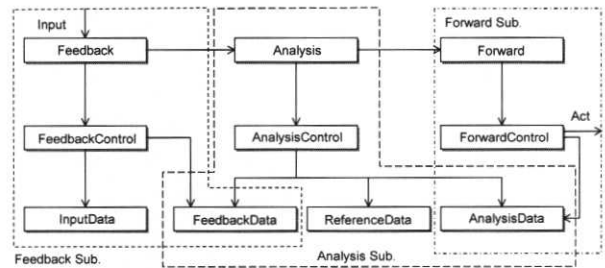 Input
Forward Sub.
Feedback
Analysis
Forward
Act
FeedbackControl
AnalysisControl
ForwardControl
InputData
FeedbackData
ReferenceData
AnalysisData
Feedback Sub.
Analysis Sub.